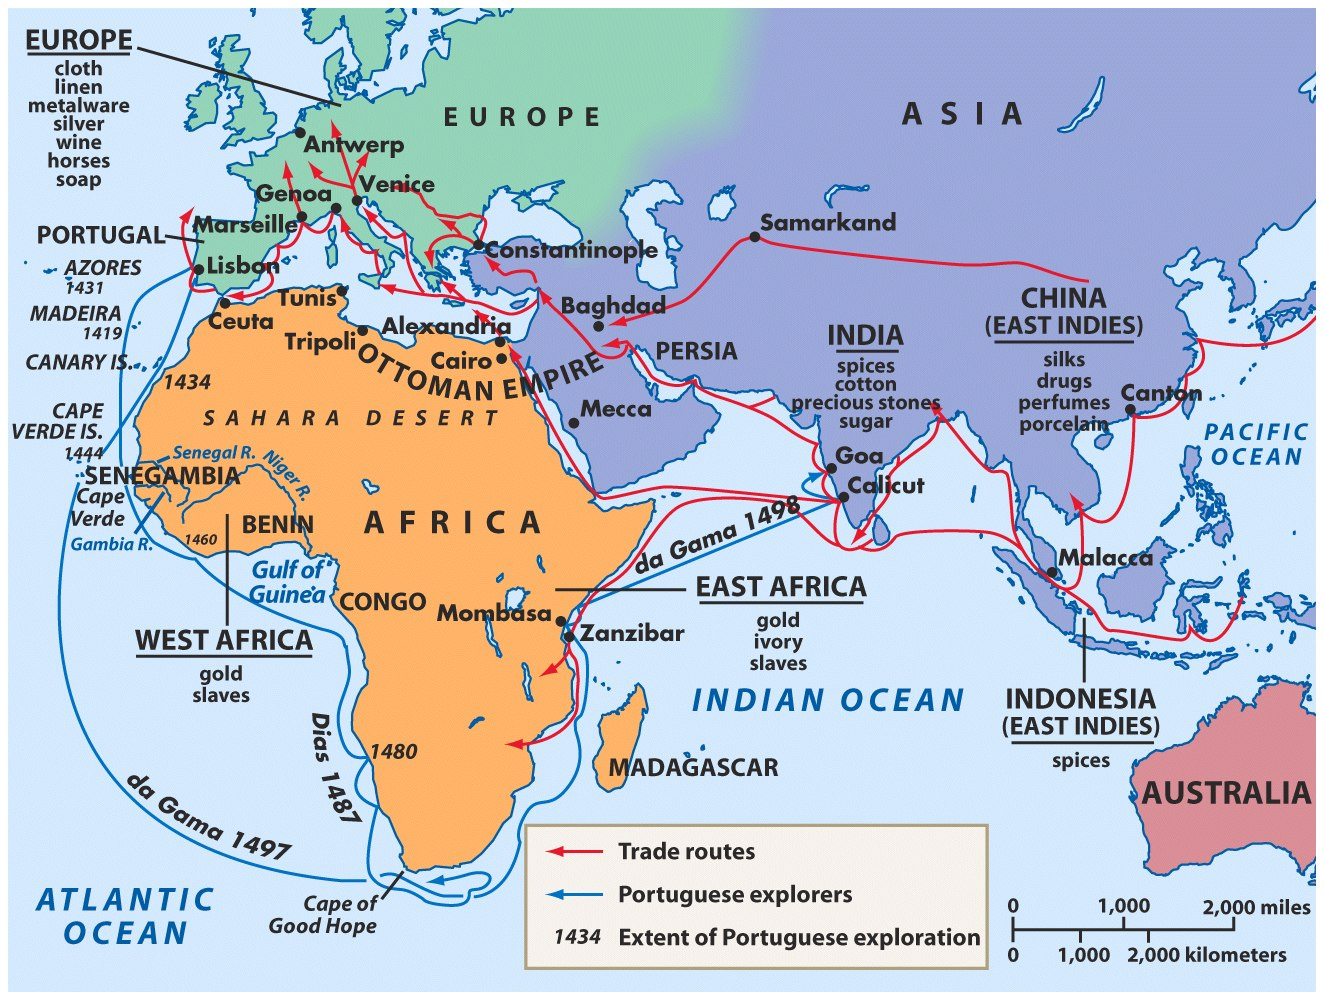 EUROPE
cloth
linen
metalware
silver
wine
horses
soap
EUROPE
ASIA
Antwerp
Venice
Genoa
Marseille
PORTUGAL
Lisbon
AZORES
1431
MADEIRA
1419
CANARY IS.
CAPE
VERDE IS.
1444
Constantinople
Samarkand
Tunis
Ceuta
Tripoli
Alexandria
Cairo
Baghdad
OTTOMAN EMPIRE
PERSIA
Mecca
INDIA
spices
cotton
precious stones
sugar
CHINA
(EAST INDIES)
silks
drugs
perfumes
porcelain
Canton
PACIFIC
OCEAN
1434
SAHARA DESERT
Senegal R.
Niger R.
SENEGAMBIA
Cape
Verde
Gambia R.
1460
BENIN
AFRICA
Goa
Calicut
da Gama 1498
Malacca
Gulf of
Guinea
CONGO
Mombasa
Zanzibar
EAST AFRICA
gold
ivory
slaves
WEST AFRICA
gold
slaves
INDIAN OCEAN
INDONESIA
(EAST INDIES)
spices
Dias 1487
1480
MADAGASCAR
AUSTRALIA
da Gama 1497
ATLANTIC
OCEAN
Cape of
Good Hope
Trade routes
Portuguese explorers
1434 Extent of Portuguese exploration
0 1,000 2,000 miles
0 1,000 2,000 kilometers